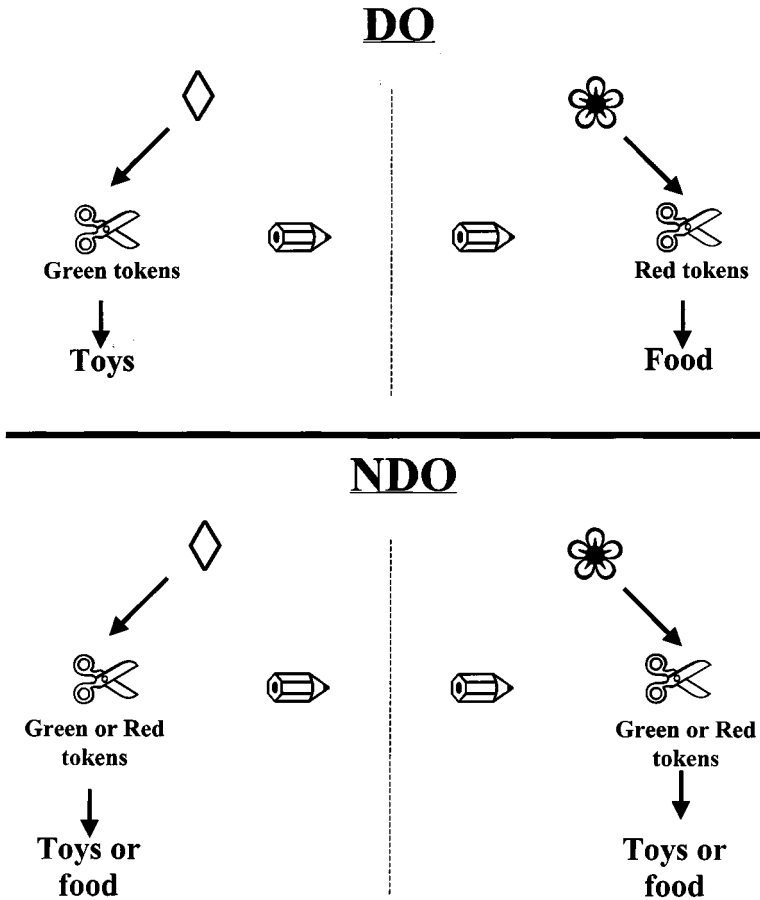 DO
Green tokens
Red tokens
Toys
Food
NDO
Green or Red
tokens
Green or Red
tokens
Toys or
food
Toys or
food